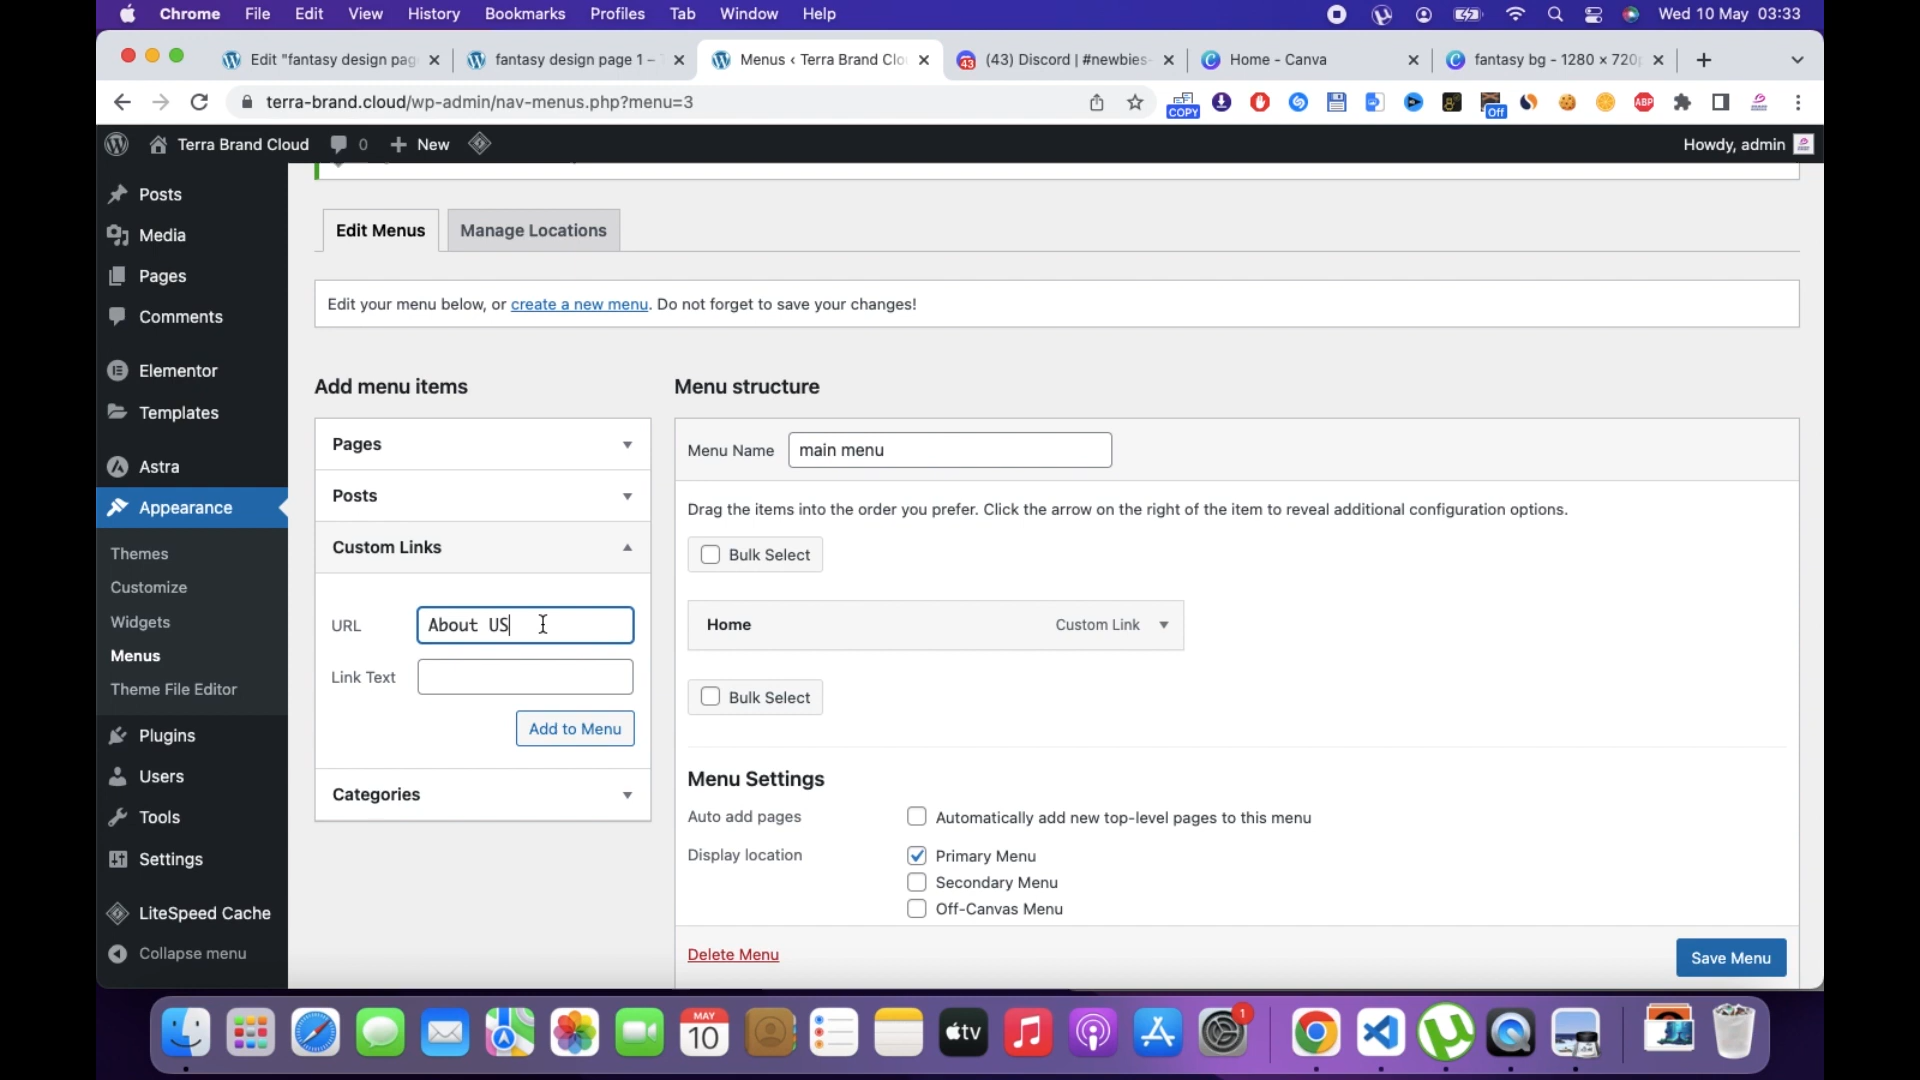 Chrome File Edit View History Bookmarks Profiles Tab Window Help Wed 10 May 03:33
Edit "fantasy design pag fantasy design page 1 – Menus ‹ Terra Brand Clo (43) Discord | #newbies- Home - Canva fantasy bg - 1280 × 720
terra-brand.cloud/wp-admin/nav-menus.php?menu=3 COPY Off ABP
Terra Brand Cloud 0 New Howdy, admin
Posts
Media
Pages
Comments
Elementor
Templates
Astra
Appearance
Themes
Customize
Widgets
Menus
Theme File Editor
Plugins
Users
Tools
Settings
LiteSpeed Cache
Collapse menu
Edit Menus Manage Locations
Edit your menu below, or create a new menu. Do not forget to save your changes!
Add menu items
Pages
Posts
Custom Links
URL About US
Link Text
Add to Menu
Categories
Menu structure
Menu Name main menu
Drag the items into the order you prefer. Click the arrow on the right of the item to reveal additional configuration options.
Bulk Select
Home Custom Link
Bulk Select
Menu Settings
Auto add pages Automatically add new top-level pages to this menu
Display location Primary Menu
Secondary Menu
Off-Canvas Menu
Delete Menu Save Menu
MAY
10
tv
1